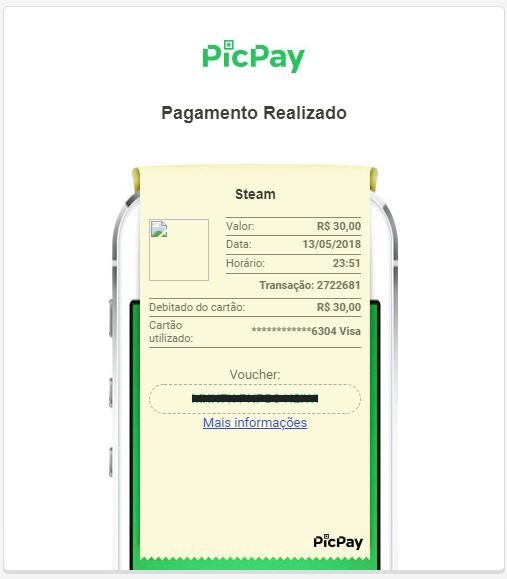 PicPay
Pagamento Realizado
Steam
Valor: R$ 30,00
Data: 13/05/2018
Horário: 23:51
Transação: 2722681
Debitado do cartão: R$ 30,00
Cartão utilizado: ************6304 Visa
Voucher:
Mais informações
PicPay